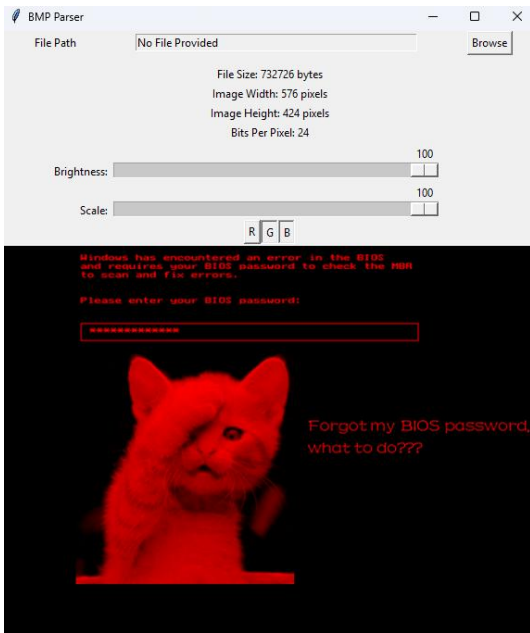 BMP Parser
File Path No File Provided Browse
File Size: 732726 bytes
Image Width: 576 pixels
Image Height: 424 pixels
Bits Per Pixel: 24
100
Brightness:
100
Scale:
R G B
Windows has encountered an error in the BIOS
and requires your BIOS password to check the MBR
to scan and fix errors.
Please enter your BIOS password:
*************
Forgot my BIOS password,
what to do???